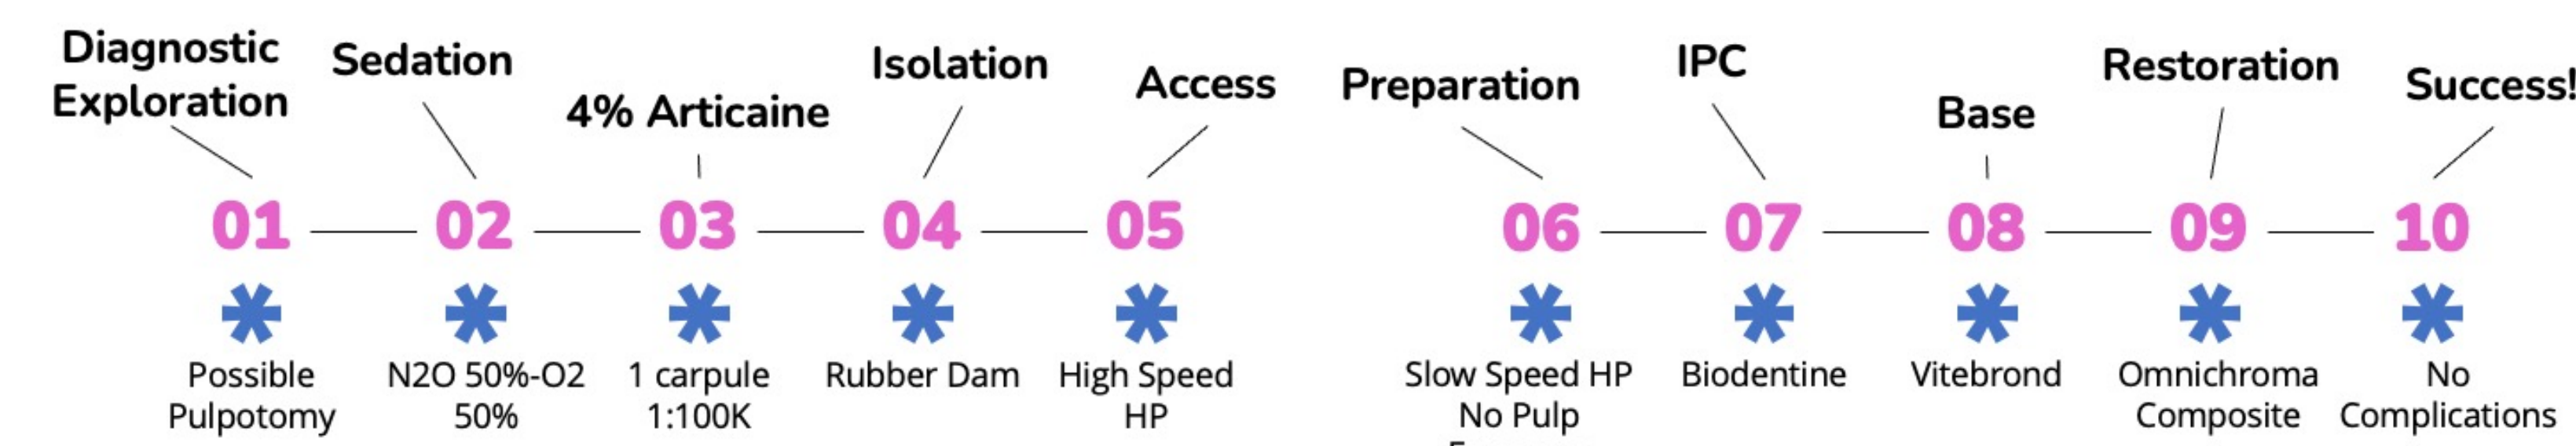 Diagnostic
Exploration
Sedation
4% Articaine
Isolation
Access
Preparation
IPC
Base
Restoration
Success!
01
02
03
04
05
06
07
08
09
10
Possible
Pulpotomy
N2O 50%-O2
50%
1 carpule
1:100K
Rubber Dam
High Speed
HP
Slow Speed HP
No Pulp
Biodentine
Vitebrond
Omnichroma
Composite
No
Complications